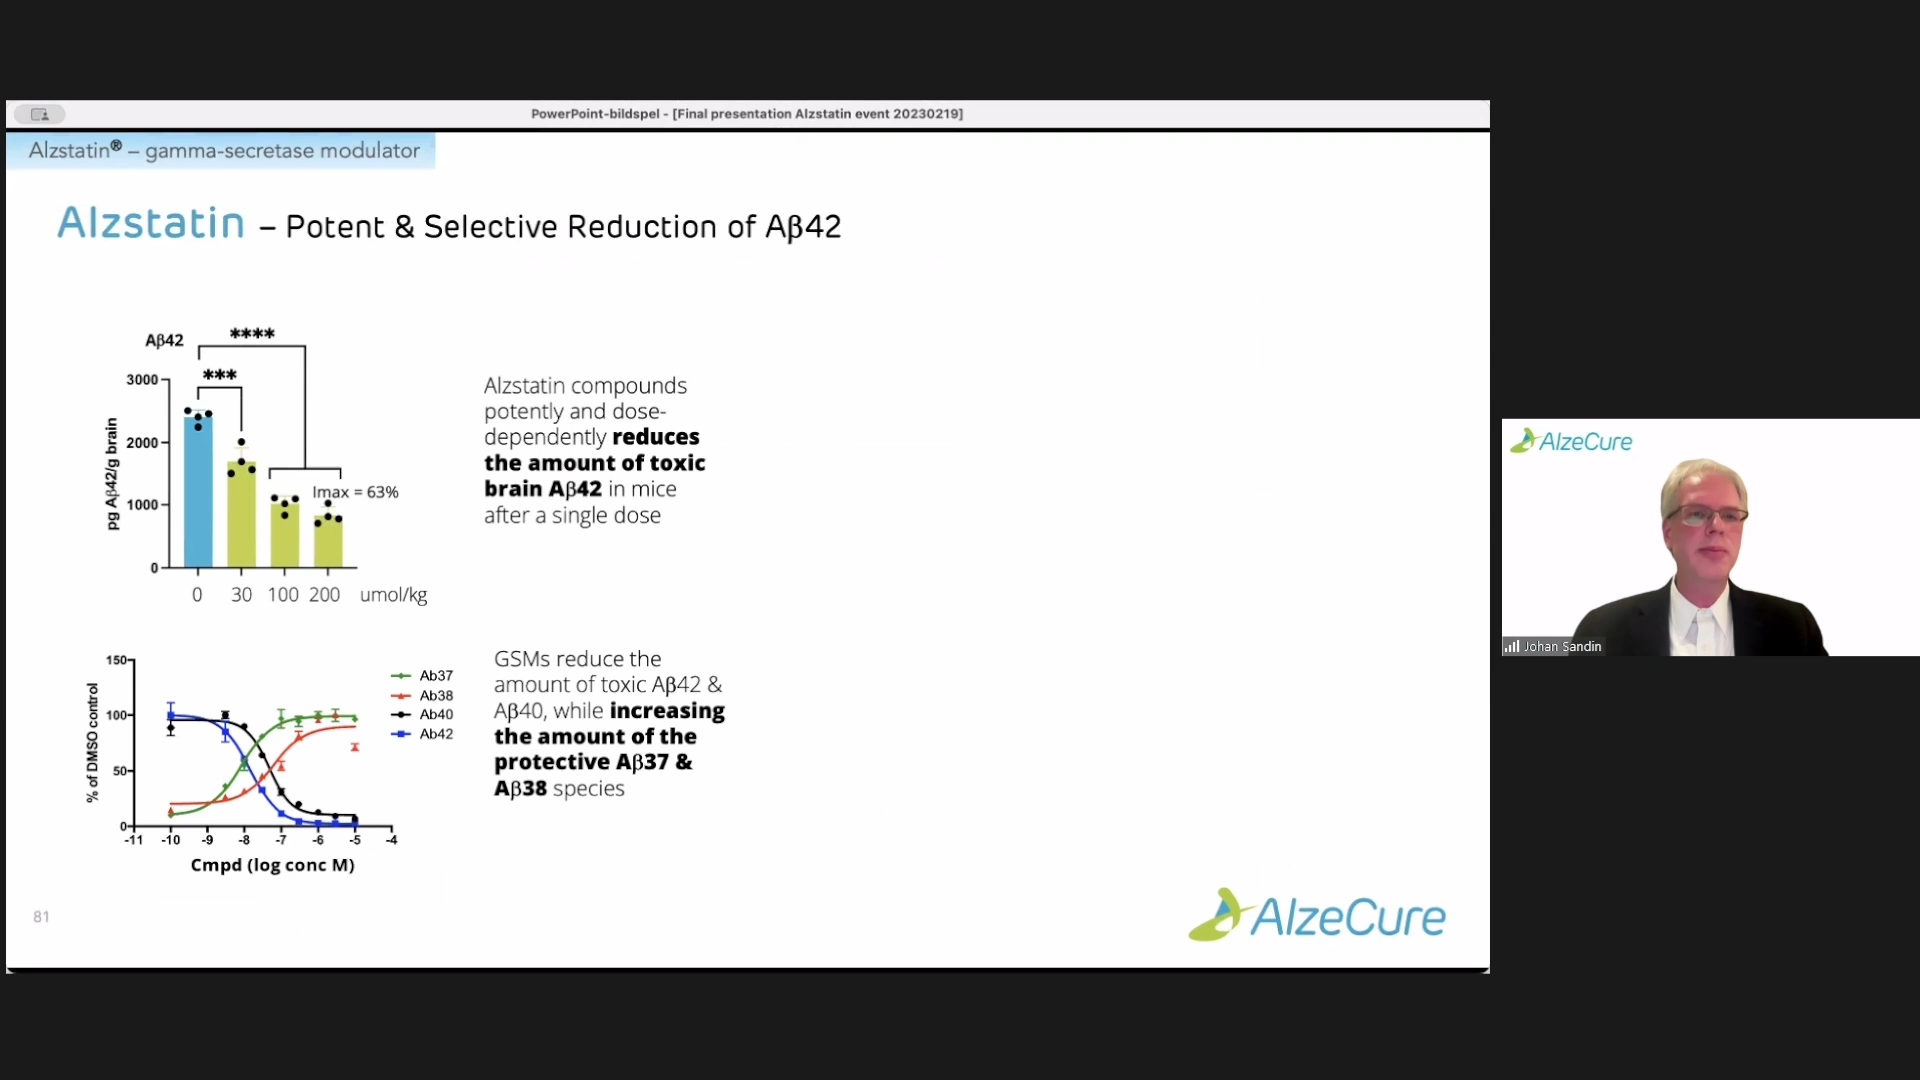 PowerPoint-bildspel - [Final presentation Alzstatin event 20230219]
Alzstatin® – gamma-secretase modulator
Alzstatin – Potent & Selective Reduction of Aβ42
Aβ42
****
***
3000
2000
1000
0
pg Aβ42/g brain
Imax = 63%
0 30 100 200 umol/kg
Alzstatin compounds
potently and dose-
dependently reduces
the amount of toxic
brain Aβ42 in mice
after a single dose
150
100
50
0
% of DMSO control
-11 -10 -9 -8 -7 -6 -5 -4
Cmpd (log conc M)
Ab37
Ab38
Ab40
Ab42
GSMs reduce the
amount of toxic Aβ42 &
Aβ40, while increasing
the amount of the
protective Aβ37 &
Aβ38 species
81
AlzeCure
AlzeCure
Johan Sandin